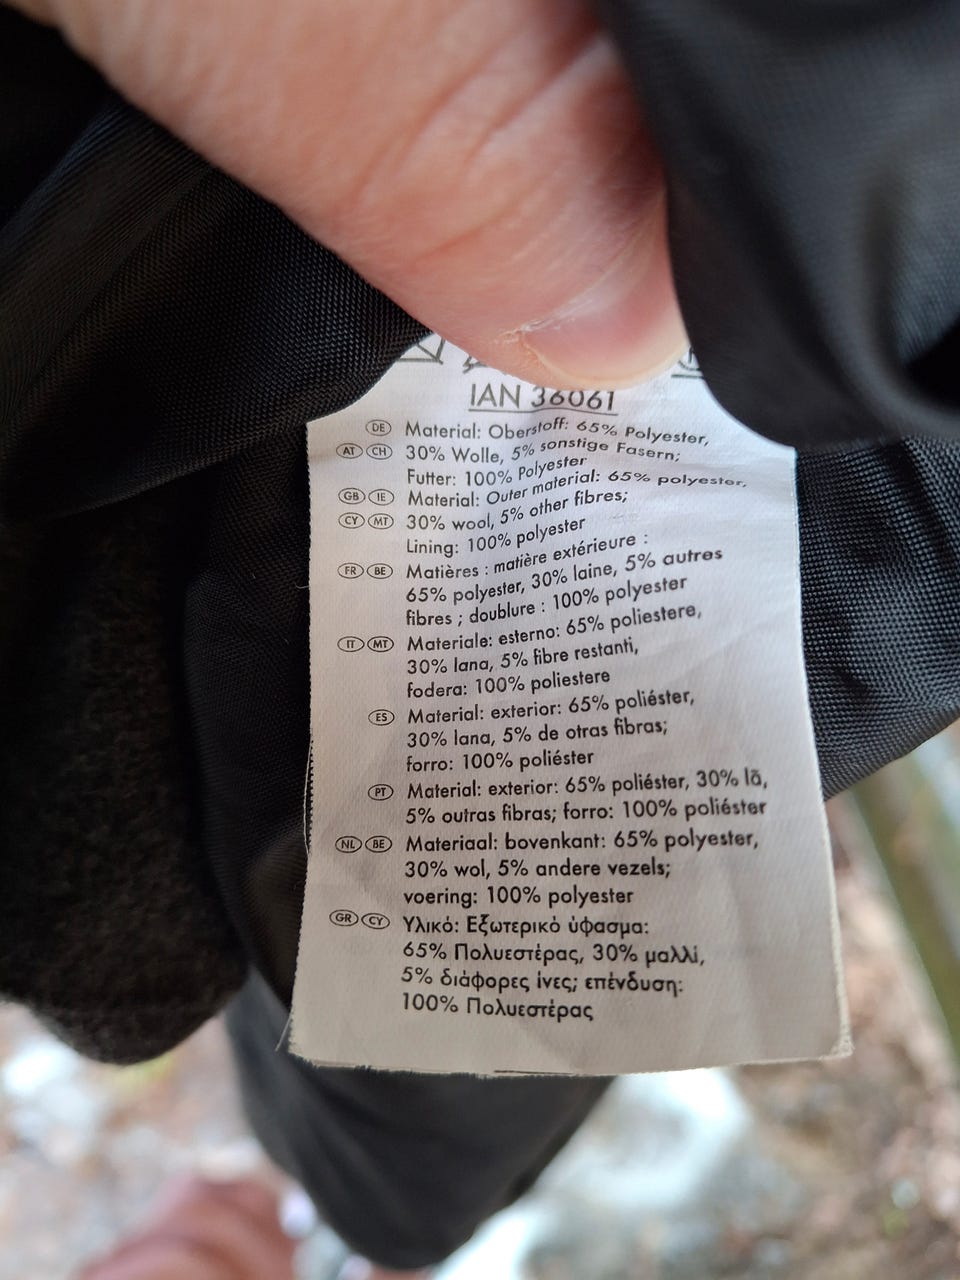 IAN 36061
DE Material: Oberstoff: 65% Polyester,
AT CH 30% Wolle, 5% sonstige Fasern;
Futter: 100% Polyester
GB IE Material: Outer material: 65% polyester,
CY MT 30% wool, 5% other fibres;
Lining: 100% polyester
FR BE Matières : matière extérieure :
65% polyester, 30% laine, 5% autres
fibres ; doublure : 100% polyester
IT MT Materiale: esterno: 65% poliestere,
30% lana, 5% fibre restanti,
fodera: 100% poliestere
ES Material: exterior: 65% poliéster,
30% lana, 5% de otras fibras;
forro: 100% poliéster
PT Material: exterior: 65% poliéster, 30% lã,
5% outras fibras; forro: 100% poliéster
NL BE Materiaal: bovenkant: 65% polyester,
30% wol, 5% andere vezels;
voering: 100% polyester
GR CY Υλικό: Εξωτερικό ύφασμα:
65% Πολυεστέρας, 30% μαλλί,
5% διάφορες ίνες; επένδυση:
100% Πολυεστέρας